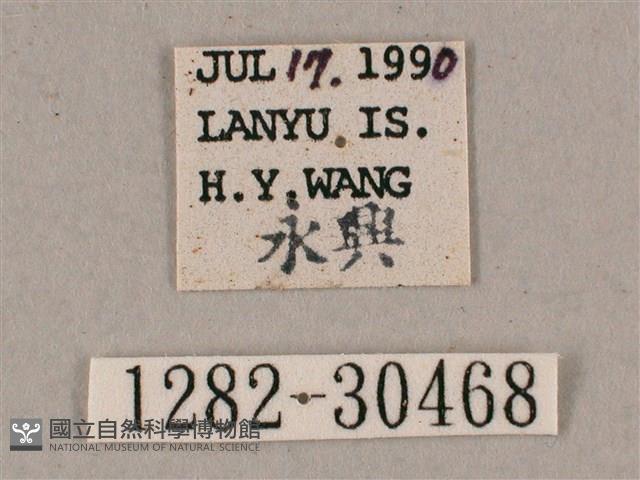 JUL 17. 1990
LANYU IS.
H.Y.WANG
永興
1282-30468
國立自然科學博物館
NATIONAL MUSEUM OF NATURAL SCIENCE